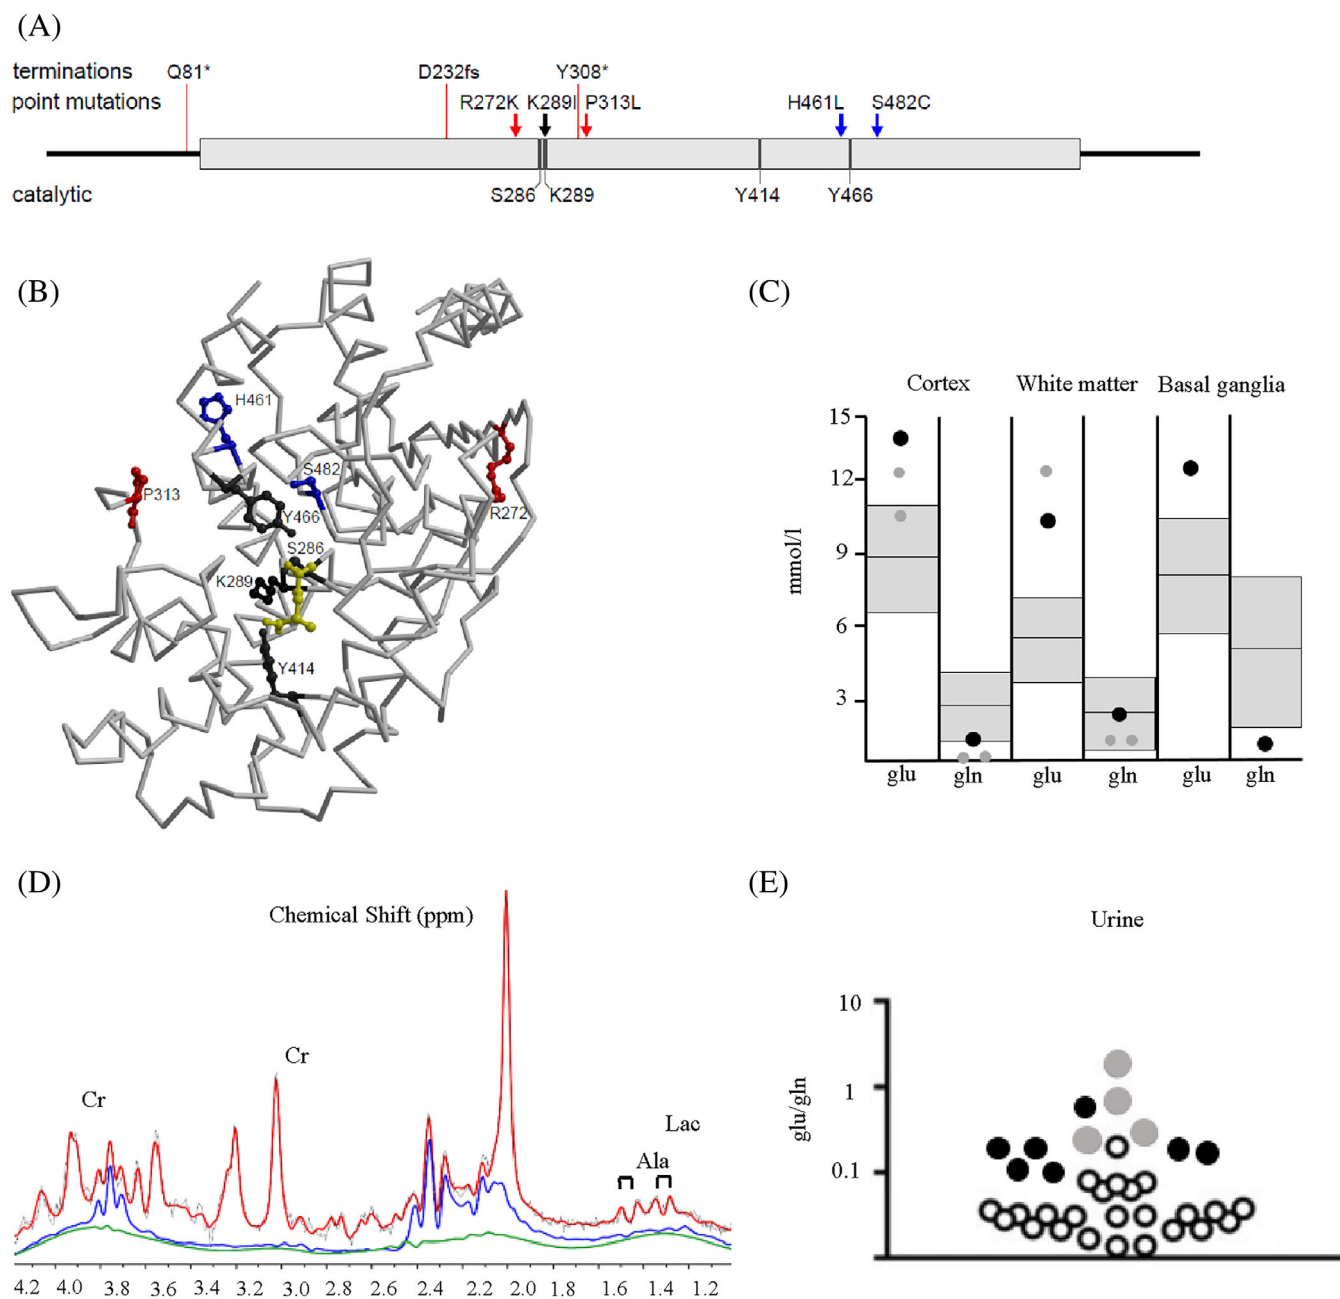 (A)
terminations Q81* D232fs Y308*
point mutations R272K K289I P313L H461L S482C
catalytic S286 K289 Y414 Y466
(B)
H461
P313
S482
Y466
R272
S286
K289
Y414
(C)
Cortex White matter Basal ganglia
15
12
9
6
3
mmol/l
glu gln glu gln glu gln
(D)
Chemical Shift (ppm)
Cr
Cr
Lac
Ala
4.2 4.0 3.8 3.6 3.4 3.2 3.0 2.8 2.6 2.4 2.2 2.0 1.8 1.6 1.4 1.2
(E)
Urine
10
1
0.1
glu/gln